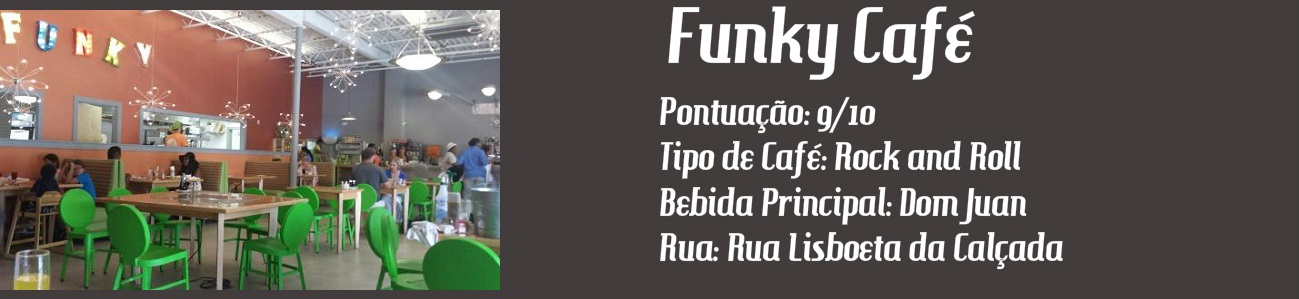 FUNKY
Funky Café
Pontuação: 9/10
Tipo de Café: Rock and Roll
Bebida Principal: Dom Juan
Rua: Rua Lisboeta da Calçada